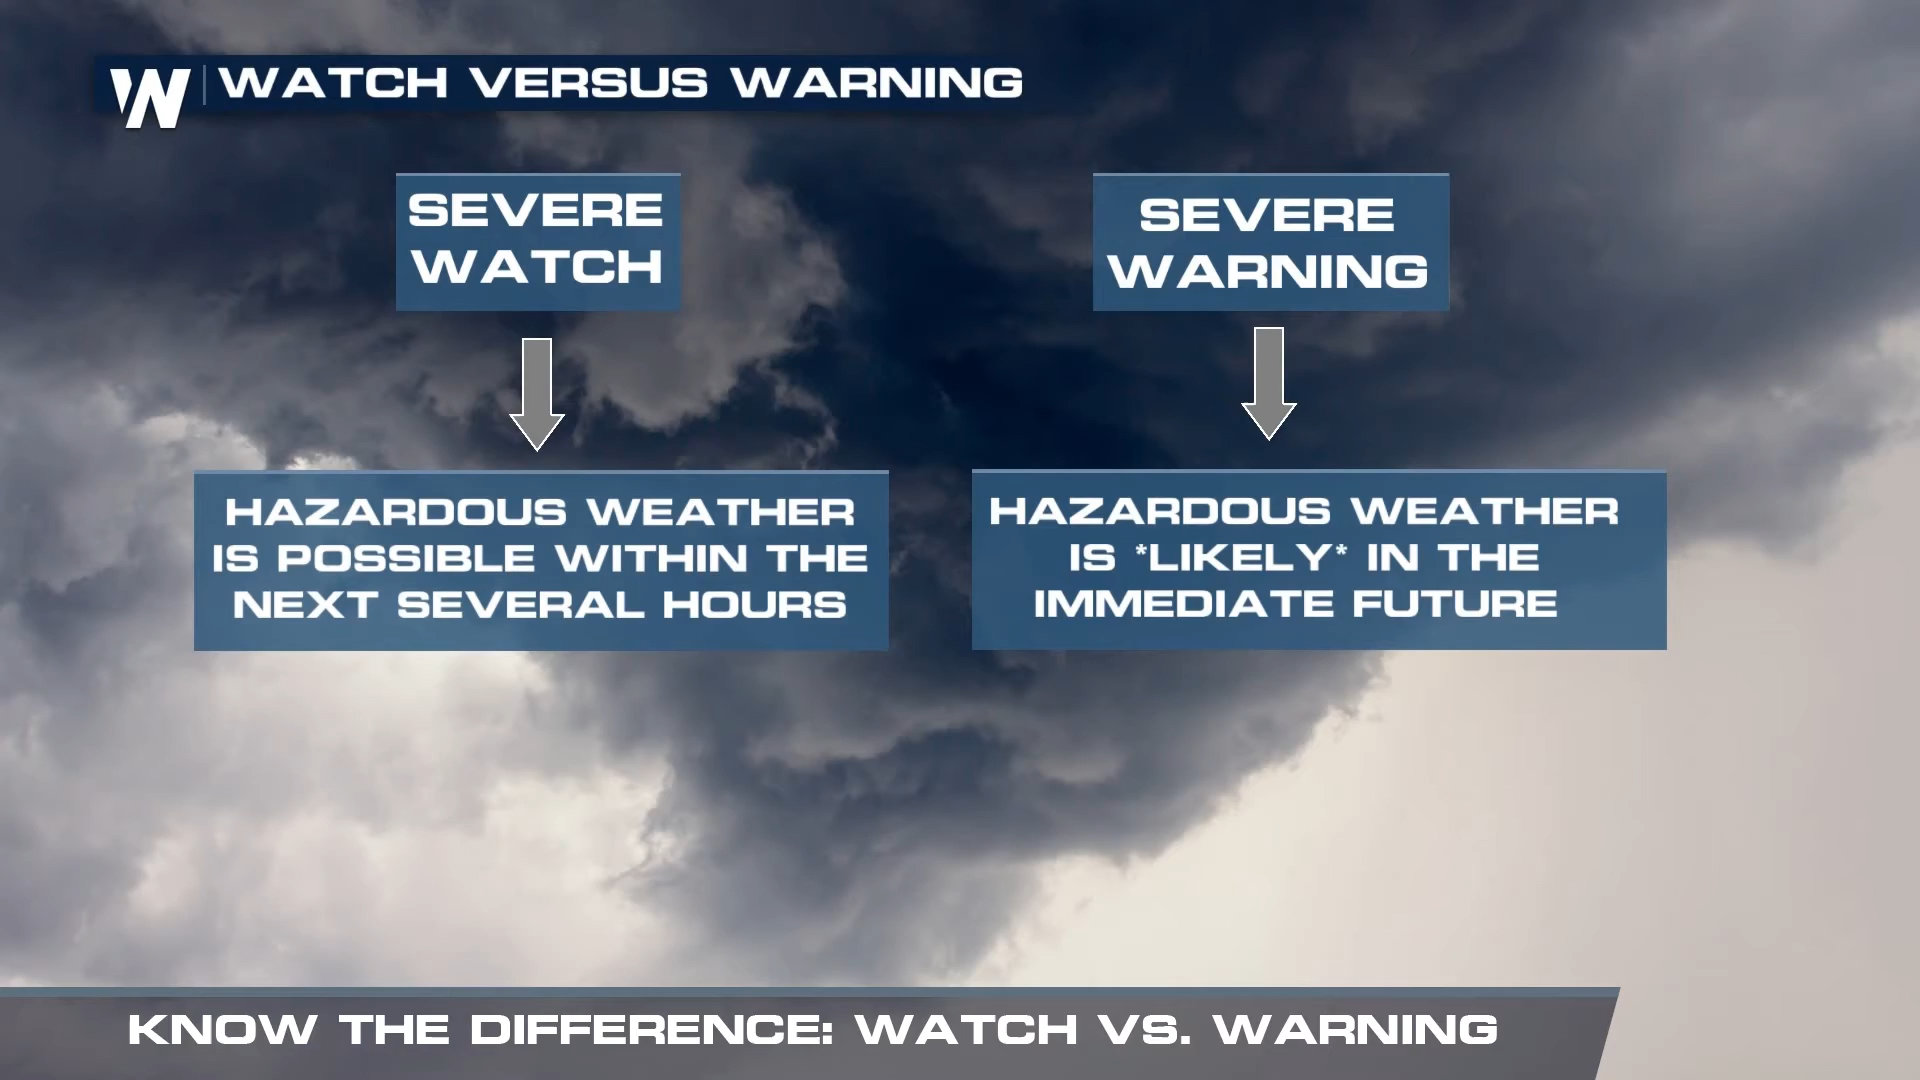 W
WATCH VERSUS WARNING
SEVERE
WATCH
SEVERE
WARNING
HAZARDOUS WEATHER
IS POSSIBLE WITHIN THE
NEXT SEVERAL HOURS
HAZARDOUS WEATHER
IS *LIKELY* IN THE
IMMEDIATE FUTURE
KNOW THE DIFFERENCE: WATCH VS. WARNING